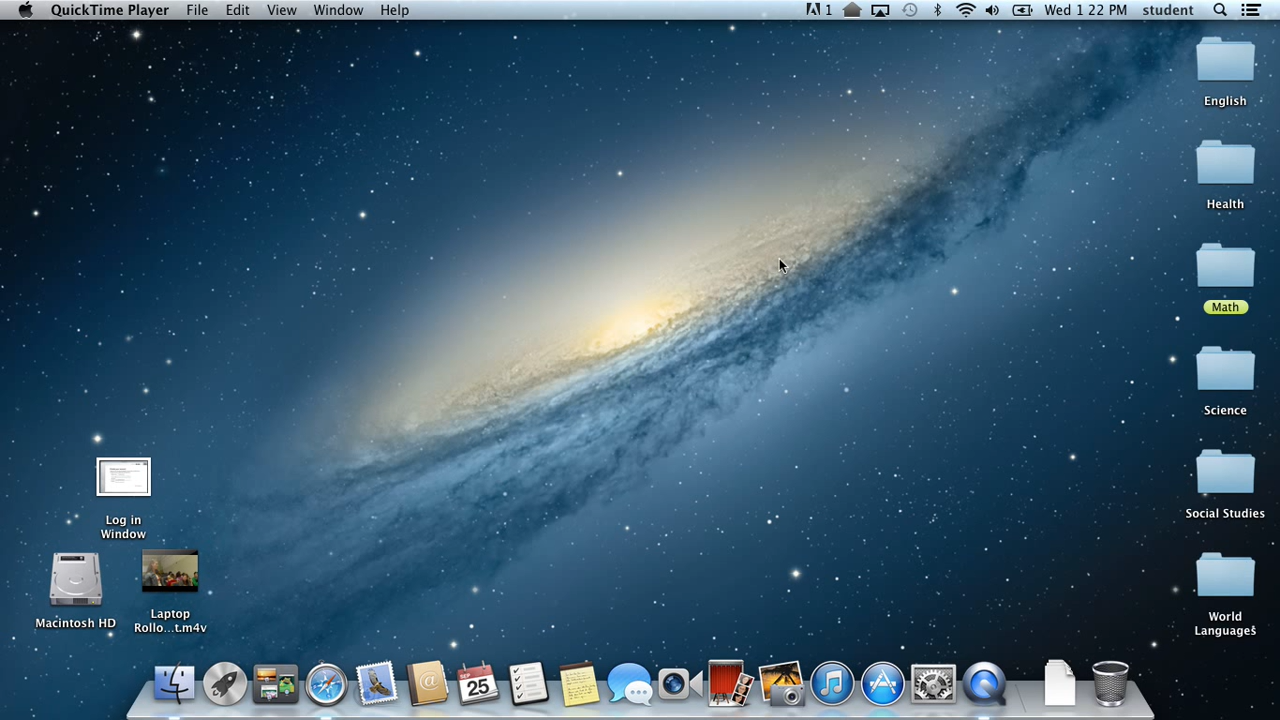 QuickTime Player File Edit View Window Help 1 Wed 1 22 PM student
English
Health
Math
Science
Social Studies
World
Languages
Log in
Window
Macintosh HD
Laptop
Rollo...t.m4v
SEP
25